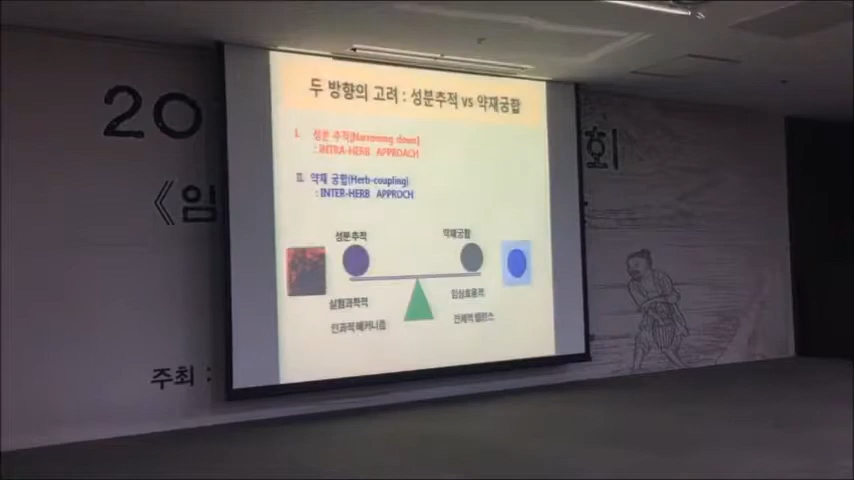 20
《임
회
주최 :
두 방향의 고려 : 성분추적 vs 약재궁합
I. 성분 추적(Narrowing down)
: INTRA-HERB APPROACH
II. 약재 궁합(Herb-coupling)
: INTER-HERB APPROCH
성분추적
약재궁합
실험과학적
인과적 메커니즘
임상효용적
전체적 밸런스